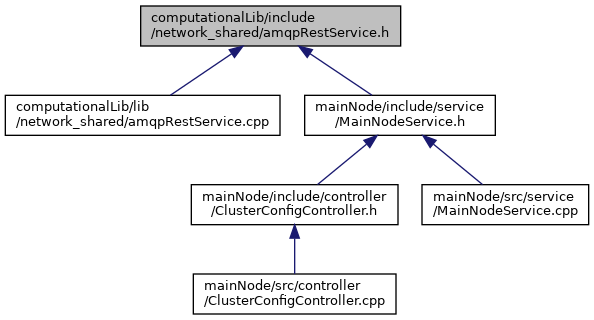 computationalLib/include
/network_shared/amqpRestService.h
computationalLib/lib
/network_shared/amqpRestService.cpp
mainNode/include/service
/MainNodeService.h
mainNode/include/controller
/ClusterConfigController.h
mainNode/src/service
/MainNodeService.cpp
mainNode/src/controller
/ClusterConfigController.cpp